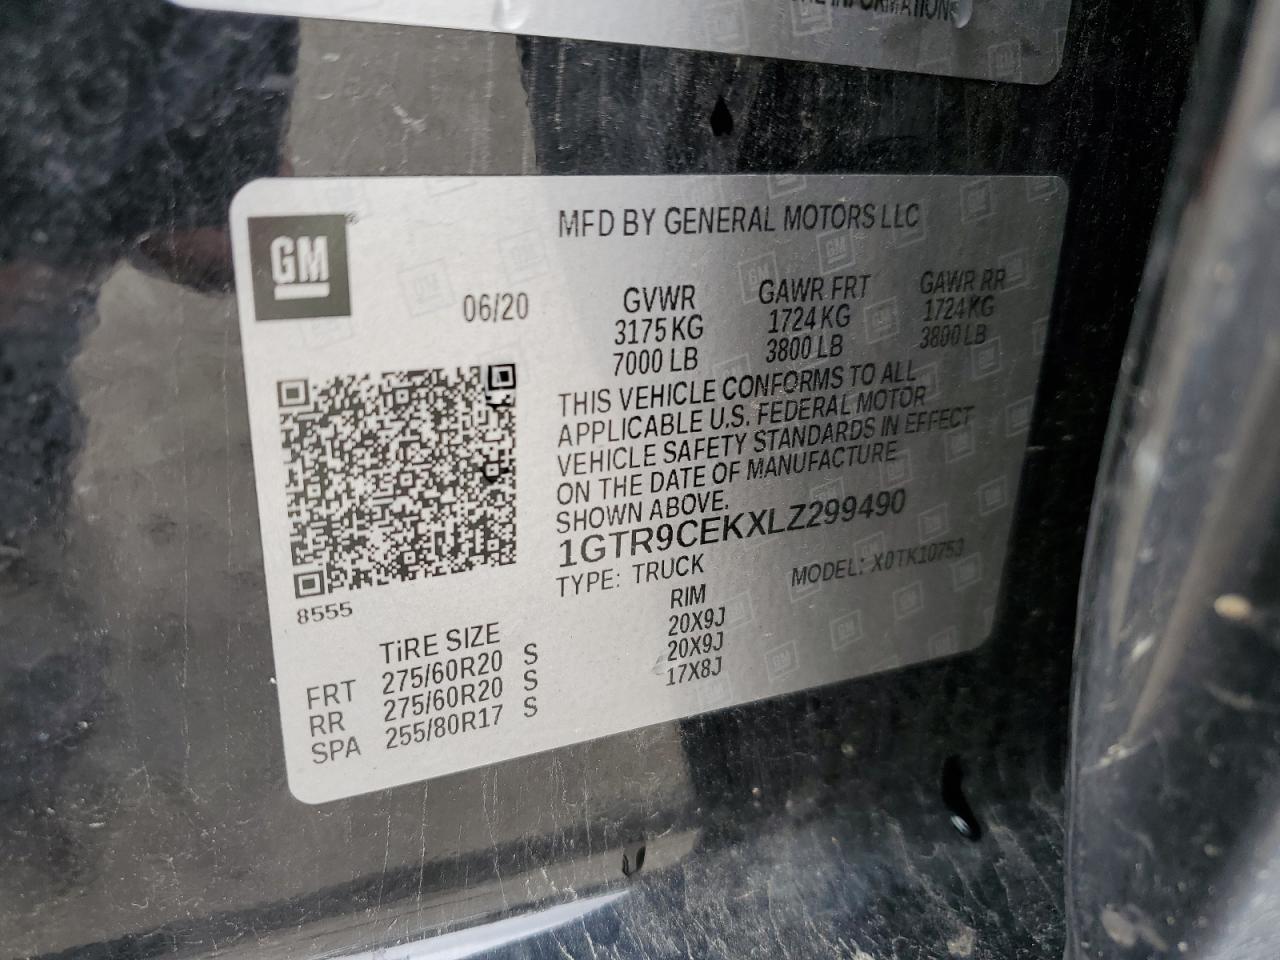 INFORMATION
GM
MFD BY GENERAL MOTORS LLC
06/20
GVWR GAWR FRT GAWR RR
3175 KG 1724 KG 1724 KG
7000 LB 3800 LB 3800 LB
THIS VEHICLE CONFORMS TO ALL
APPLICABLE U.S. FEDERAL MOTOR
VEHICLE SAFETY STANDARDS IN EFFECT
ON THE DATE OF MANUFACTURE
SHOWN ABOVE.
1GTR9CEKXLZ299490
TYPE: TRUCK MODEL: X0TK10753
8555
TiRE SIZE RIM
FRT 275/60R20 S 20X9J
RR 275/60R20 S 20X9J
SPA 255/80R17 S 17X8J